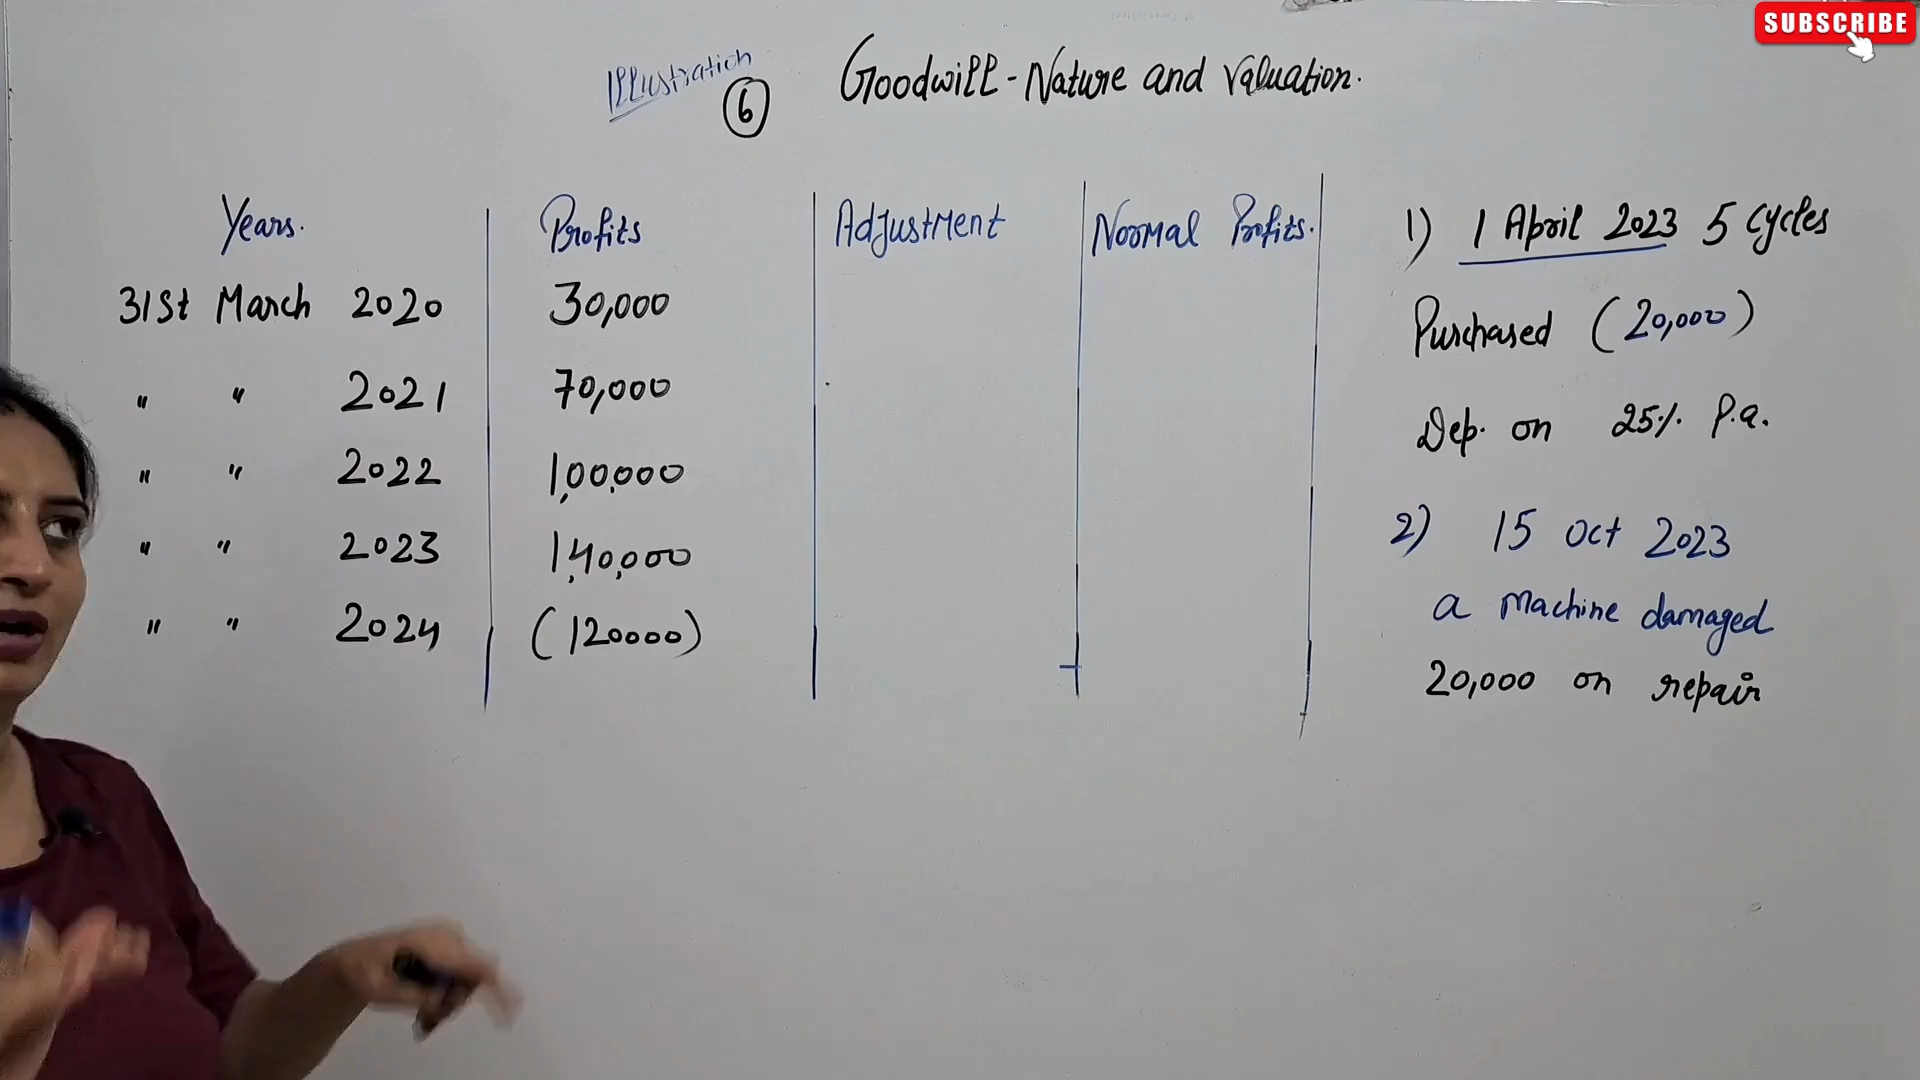 SUBSCRIBE
Illustration
6
Goodwill - Nature and Valuation.
Years. Profits Adjustment Normal Profits.
31st March 2020 30,000
" " 2021 70,000
" " 2022 1,00,000
" " 2023 1,40,000
" " 2024 (120000)
1) 1 April 2023 5 Cycles
Purchased (20,000)
Dep. on 25% P.a.
2) 15 Oct 2023
a Machine damaged
20,000 on repair